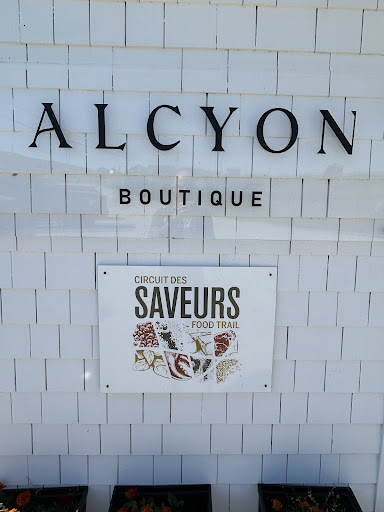 ALCYON
BOUTIQUE
CIRCUIT DES
SAVEURS
FOOD TRAIL